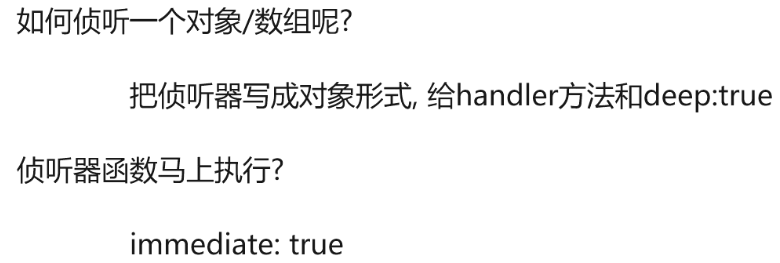 如何侦听一个对象/数组呢?
把侦听器写成对象形式, 给handler方法和deep:true
侦听器函数马上执行?
immediate: true